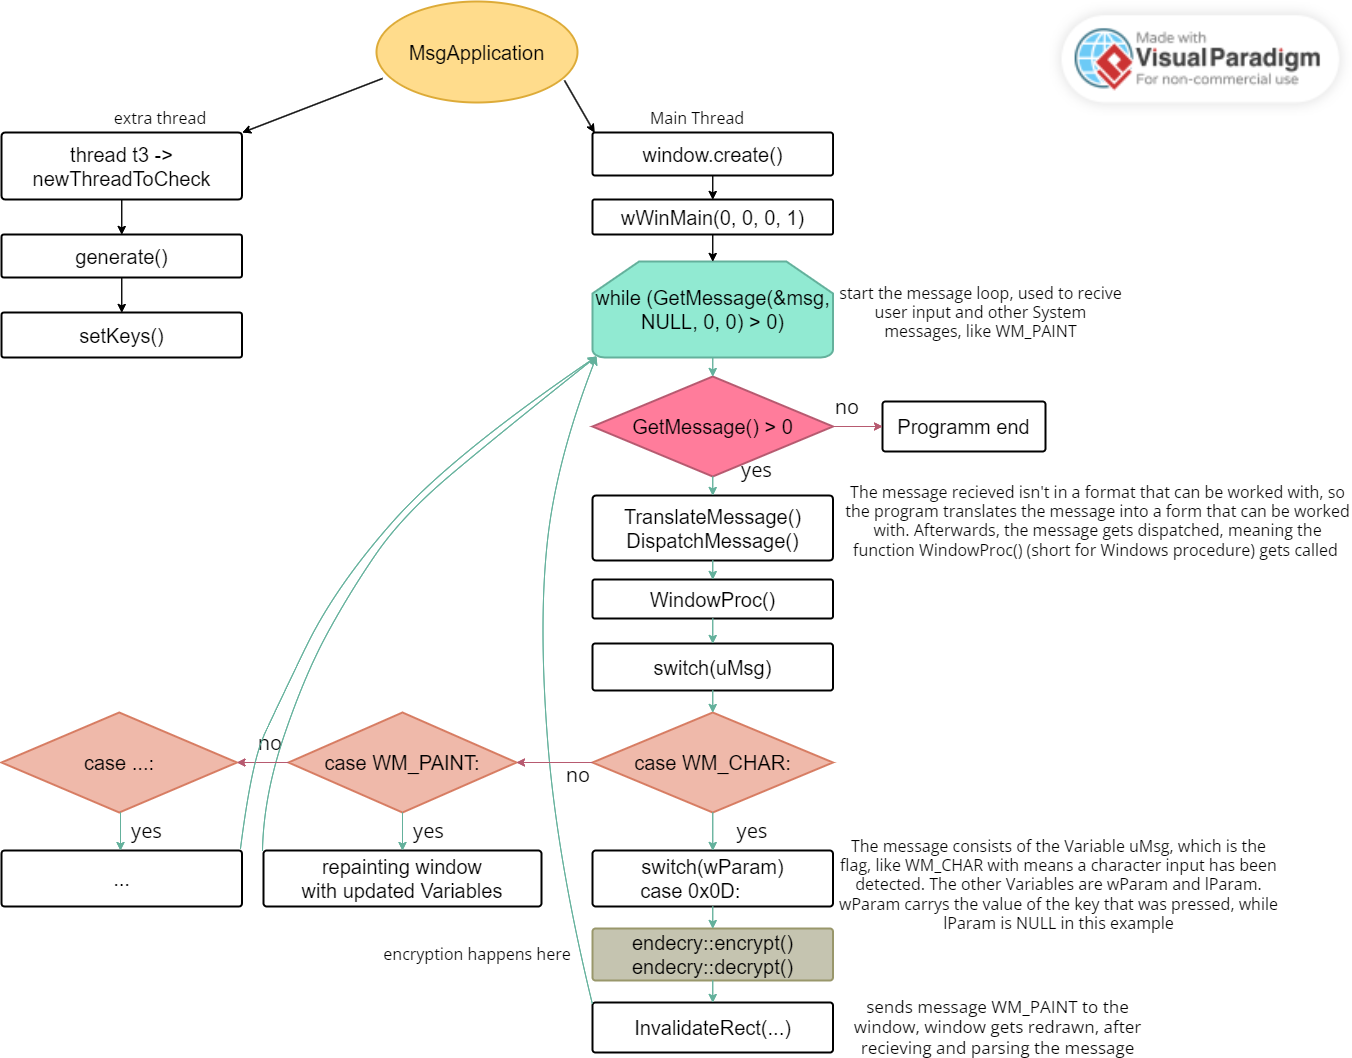 MsgApplication
Made with
Visual Paradigm
For non-commercial use
extra thread
Main Thread
thread t3 ->
newThreadToCheck
window.create()
wWinMain(0, 0, 0, 1)
generate()
setKeys()
while (GetMessage(&msg,
NULL, 0, 0) > 0)
start the message loop, used to recive
user input and other System
messages, like WM_PAINT
GetMessage() > 0
no
Programm end
yes
TranslateMessage()
DispatchMessage()
The message recieved isn't in a format that can be worked with, so
the program translates the message into a form that can be worked
with. Afterwards, the message gets dispatched, meaning the
function WindowProc() (short for Windows procedure) gets called
WindowProc()
switch(uMsg)
case ...:
no
case WM_PAINT:
no
case WM_CHAR:
yes
yes
yes
...
repainting window
with updated Variables
switch(wParam)
case 0x0D:
The message consists of the Variable uMsg, which is the
flag, like WM_CHAR with means a character input has been
detected. The other Variables are wParam and lParam.
wParam carrys the value of the key that was pressed, while
lParam is NULL in this example
encryption happens here
endecry::encrypt()
endecry::decrypt()
InvalidateRect(...)
sends message WM_PAINT to the
window, window gets redrawn, after
recieving and parsing the message